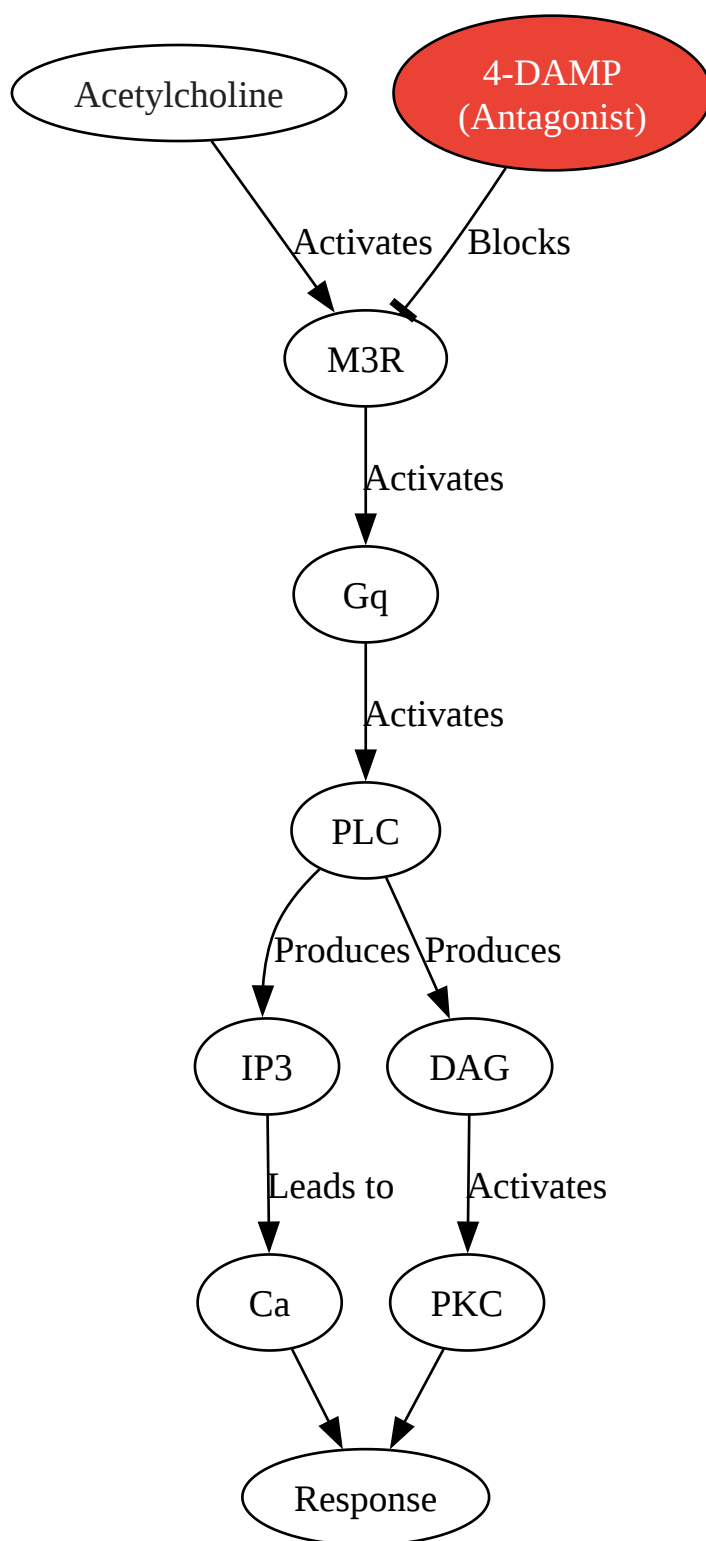 Acetylcholine
4-DAMP
(Antagonist)
Activates
Blocks
M3R
Activates
Gq
Activates
PLC
Produces
Produces
IP3
DAG
Leads to
Activates
Ca
PKC
Response